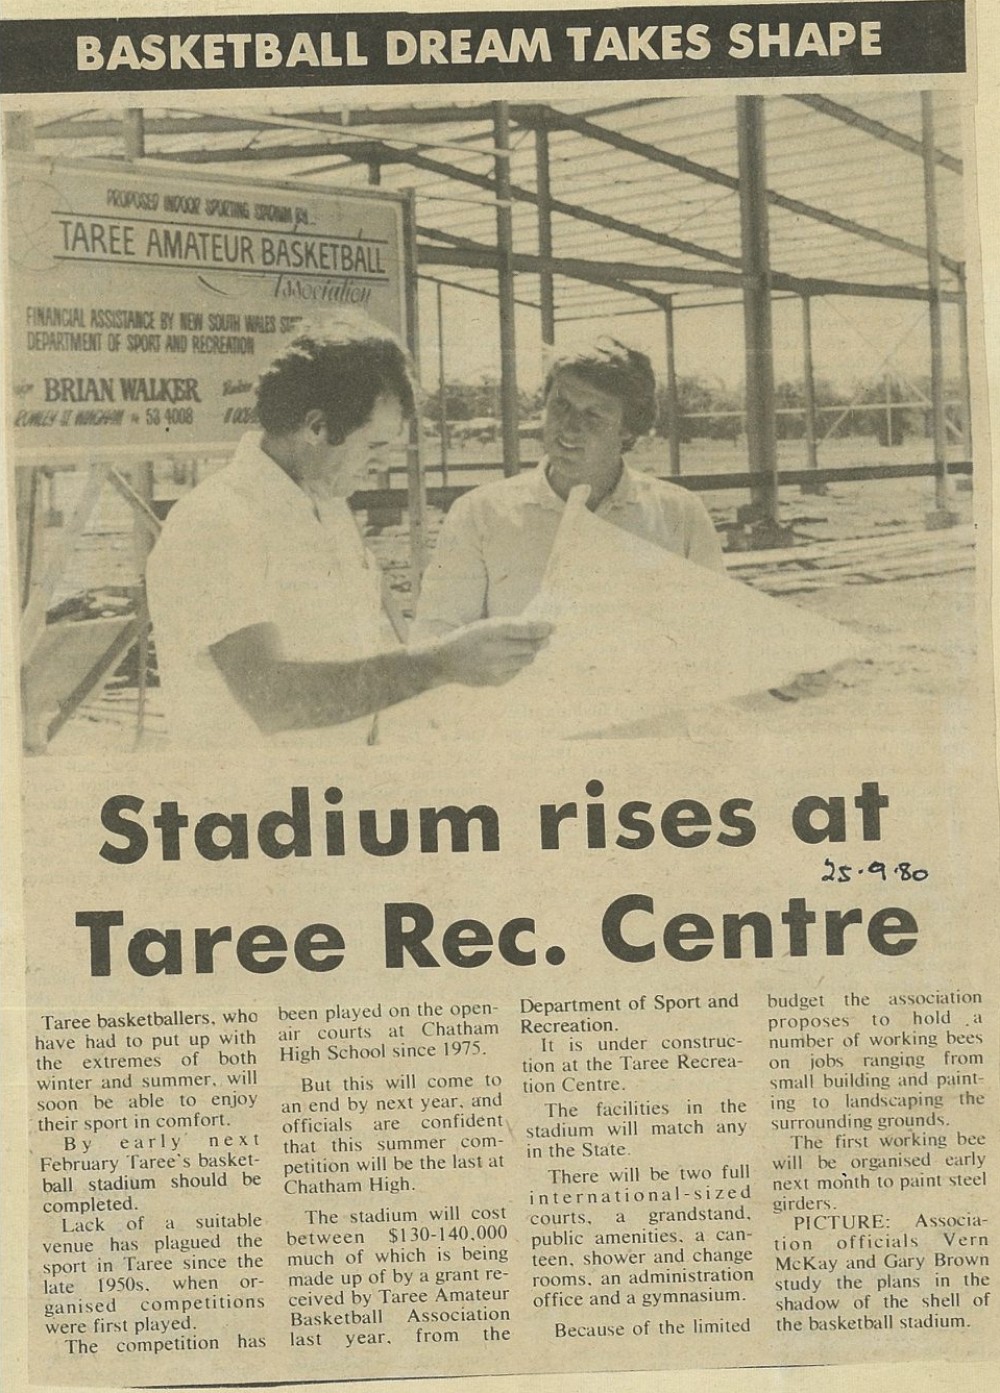 BASKETBALL DREAM TAKES SHAPE
PROPOSED INDOOR SPORTING STADIUM
TAREE AMATEUR BASKETBALL
Association
FINANCIAL ASSISTANCE BY NEW SOUTH WALES
DEPARTMENT OF SPORT AND RECREATION
BRIAN WALKER
53 4008
Stadium rises at
25·9·80
Taree Rec. Centre
Taree basketballers, who
have had to put up with
the extremes of both
winter and summer, will
soon be able to enjoy
their sport in comfort.
By early next
February Taree's basket-
ball stadium should be
completed.
Lack of a suitable
venue has plagued the
sport in Taree since the
late 1950s, when or-
ganised competitions
were first played.
The competition has
been played on the open-
air courts at Chatham
High School since 1975.
But this will come to
an end by next year, and
officials are confident
that this summer com-
petition will be the last at
Chatham High.
The stadium will cost
between $130-140,000
much of which is being
made up of by a grant re-
ceived by Taree Amateur
Basketball Association
last year, from the
Department of Sport and
Recreation.
It is under construc-
tion at the Taree Recrea-
tion Centre.
The facilities in the
stadium will match any
in the State.
There will be two full
international-sized
courts, a grandstand,
public amenities, a can-
teen, shower and change
rooms, an administration
office and a gymnasium.
Because of the limited
budget the association
proposes to hold a
number of working bees
on jobs ranging from
small building and paint-
ing to landscaping the
surrounding grounds.
The first working bee
will be organised early
next month to paint steel
girders.
PICTURE: Associa-
tion officials Vern
McKay and Gary Brown
study the plans in the
shadow of the shell of
the basketball stadium.